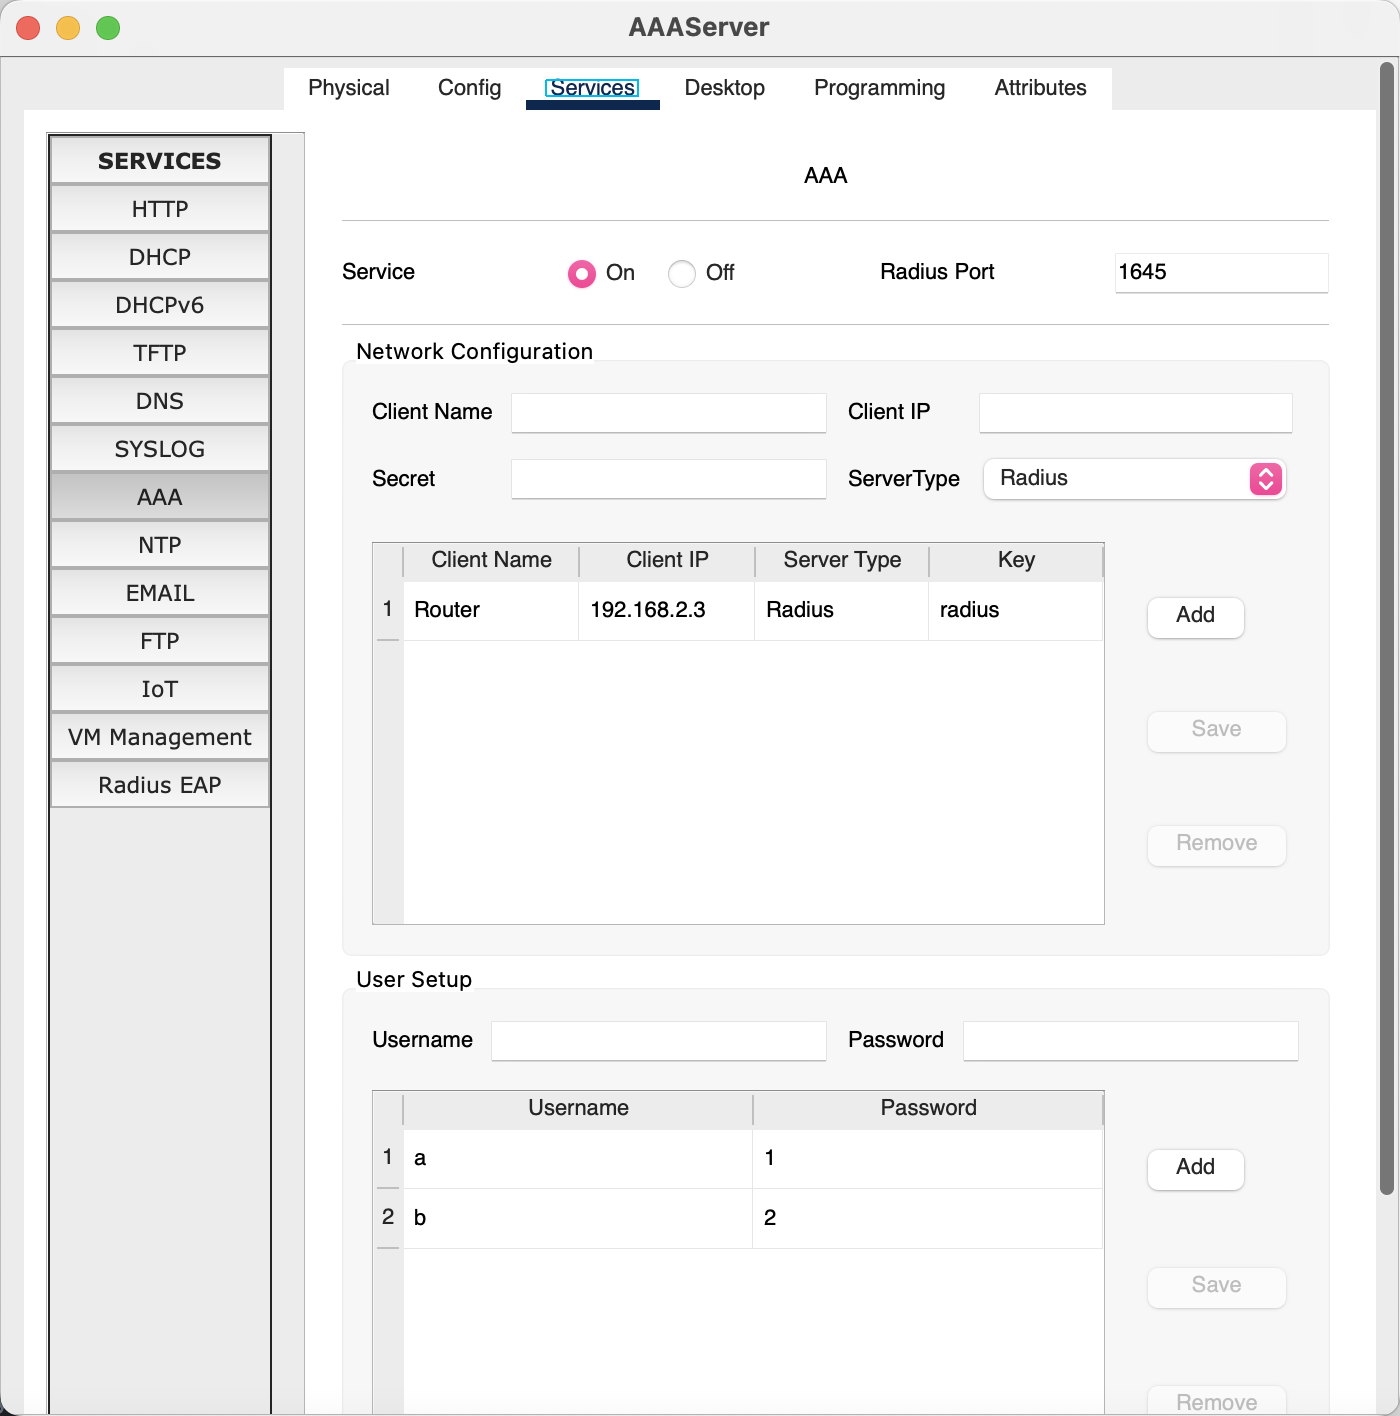 AAAServer
Physical Config Services Desktop Programming Attributes
SERVICES
HTTP
DHCP
DHCPv6
TFTP
DNS
SYSLOG
AAA
NTP
EMAIL
FTP
IoT
VM Management
Radius EAP
AAA
Service On Off Radius Port 1645
Network Configuration
Client Name Client IP
Secret ServerType Radius
Client Name Client IP Server Type Key
1 Router 192.168.2.3 Radius radius
Add
Save
Remove
User Setup
Username Password
Username Password
1 a 1
2 b 2
Add
Save
Remove